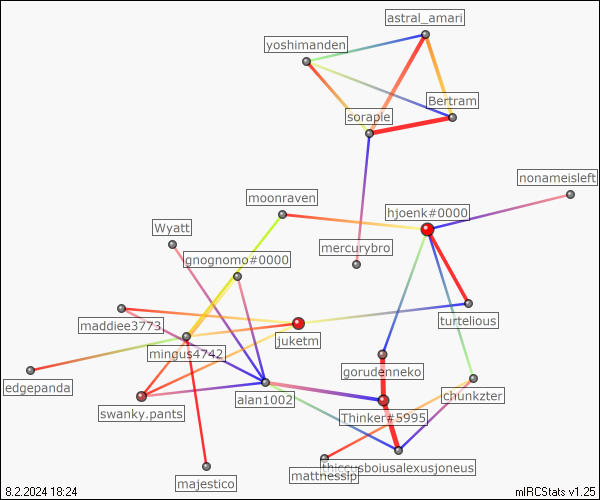 astral_amari
yoshimanden
Bertram
soraple
nonameisleft
moonraven
hjoenk#0000
Wyatt
mercurybro
gnognomo#0000
turtelious
maddiee3773
juketm
mingus4742
gorudenneko
edgepanda
chunkzter
alan1002
swanky.pants
Thinker#5995
thiccusboiusalexusjoneus
matthessip
majestico
8.2.2024 18:24
mIRCStats v1.25